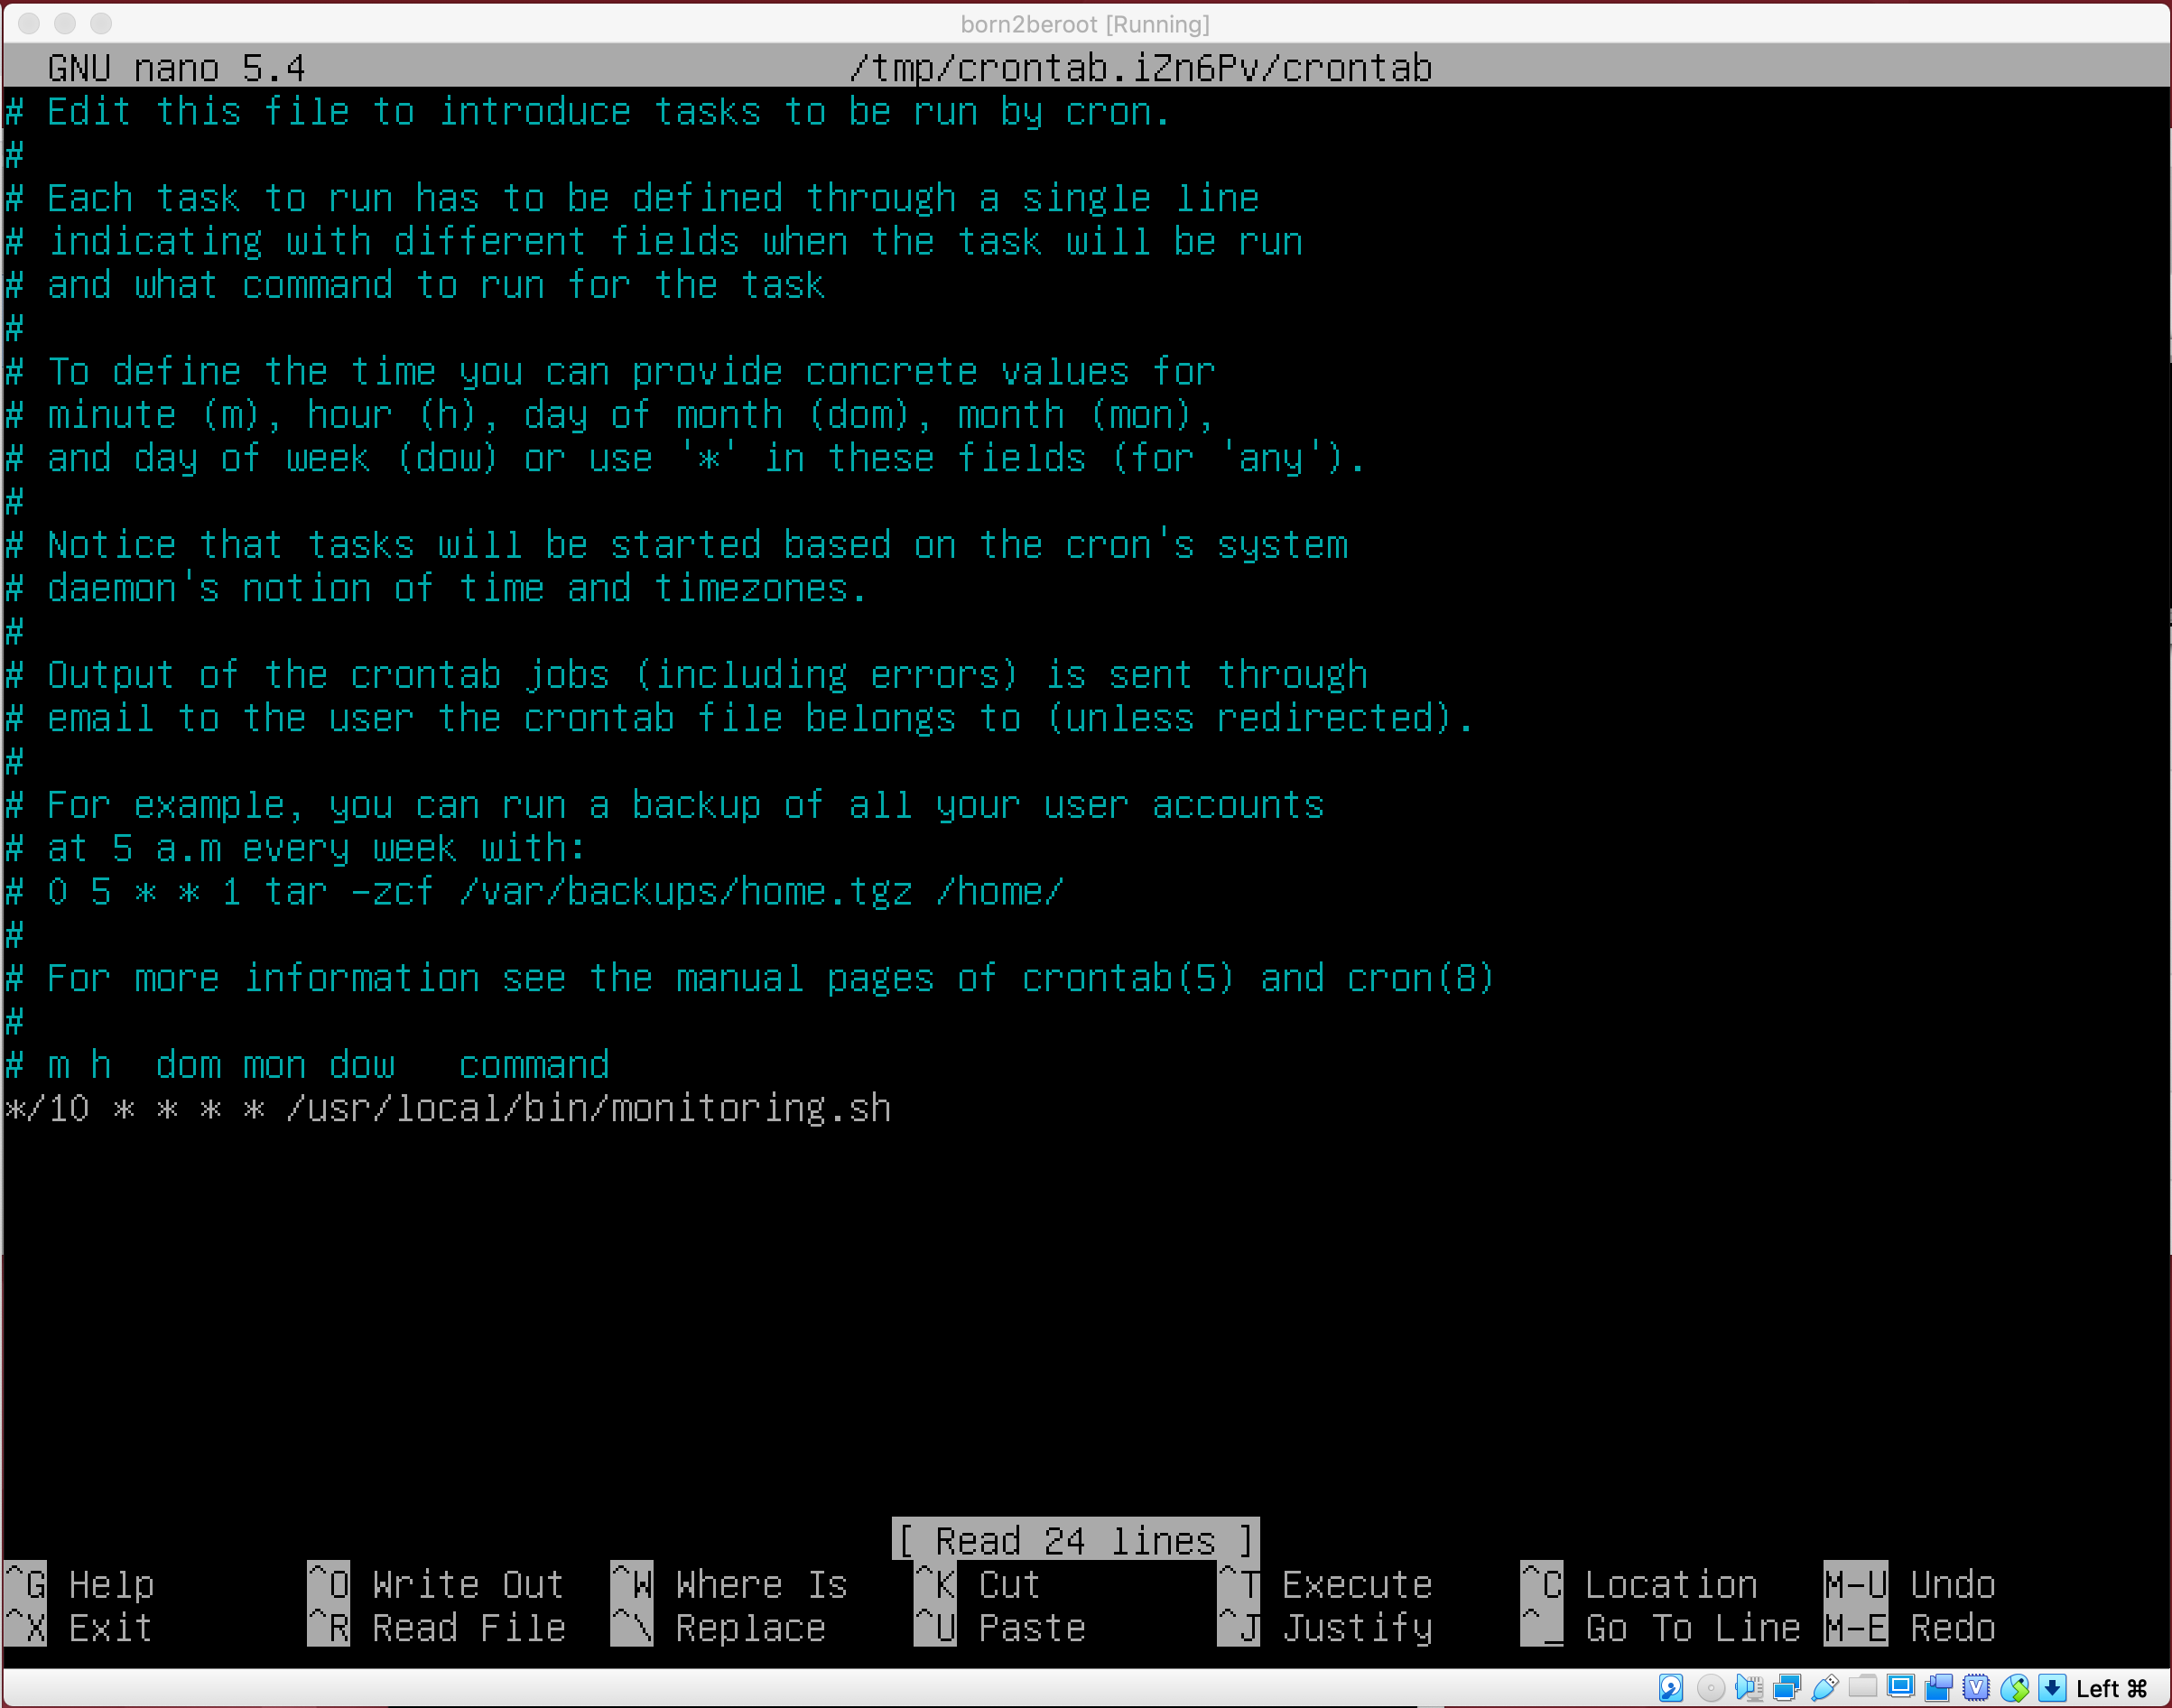 born2beroot [Running]
GNU nano 5.4 /tmp/crontab.iZn6Pv/crontab
# Edit this file to introduce tasks to be run by cron.
#
# Each task to run has to be defined through a single line
# indicating with different fields when the task will be run
# and what command to run for the task
#
# To define the time you can provide concrete values for
# minute (m), hour (h), day of month (dom), month (mon),
# and day of week (dow) or use '*' in these fields (for 'any').
#
# Notice that tasks will be started based on the cron's system
# daemon's notion of time and timezones.
#
# Output of the crontab jobs (including errors) is sent through
# email to the user the crontab file belongs to (unless redirected).
#
# For example, you can run a backup of all your user accounts
# at 5 a.m every week with:
# 0 5 * * 1 tar -zcf /var/backups/home.tgz /home/
#
# For more information see the manual pages of crontab(5) and cron(8)
#
# m h  dom mon dow   command
*/10 * * * * /usr/local/bin/monitoring.sh
[ Read 24 lines ]
^G Help ^O Write Out ^W Where Is ^K Cut ^T Execute ^C Location M-U Undo
^X Exit ^R Read File ^\ Replace ^U Paste ^J Justify ^_ Go To Line M-E Redo
Left ⌘